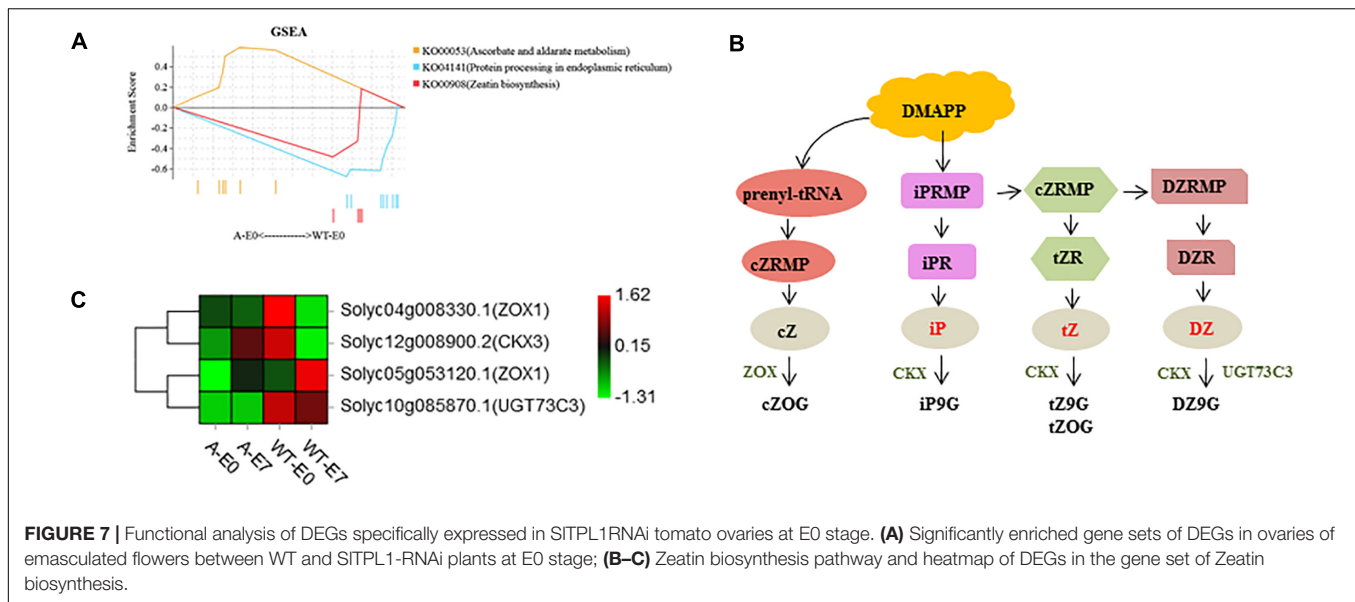 A
GSEA
Enrichment Score
0.4
0.2
0.0
-0.2
-0.4
-0.6
KO00053(Ascorbate and aldarate metabolism)
KO04141(Protein processing in endoplasmic reticulum)
KO00908(Zeatin biosynthesis)
A-E0<----------->WT-E0
B
DMAPP
prenyl-tRNA
iPRMP
cZRMP
DZRMP
cZRMP
iPR
tZR
DZR
cZ
iP
tZ
DZ
ZOX
CKX
CKX
CKX
UGT73C3
cZOG
iP9G
tZ9G
DZ9G
tZOG
C
Solyc04g008330.1(ZOX1)
Solyc12g008900.2(CKX3)
Solyc05g053120.1(ZOX1)
Solyc10g085870.1(UGT73C3)
A-E0
A-E7
WT-E0
WT-E7
1.62
0.15
-1.31
FIGURE 7 | Functional analysis of DEGs specifically expressed in SlTPL1RNAi tomato ovaries at E0 stage. (A) Significantly enriched gene sets of DEGs in ovaries of
emasculated flowers between WT and SlTPL1-RNAi plants at E0 stage; (B–C) Zeatin biosynthesis pathway and heatmap of DEGs in the gene set of Zeatin
biosynthesis.